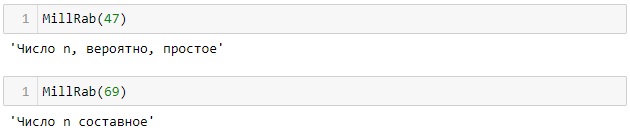 1 MillRab(47)
'Число n, вероятно, простое'
1 MillRab(69)
'Число n составное'